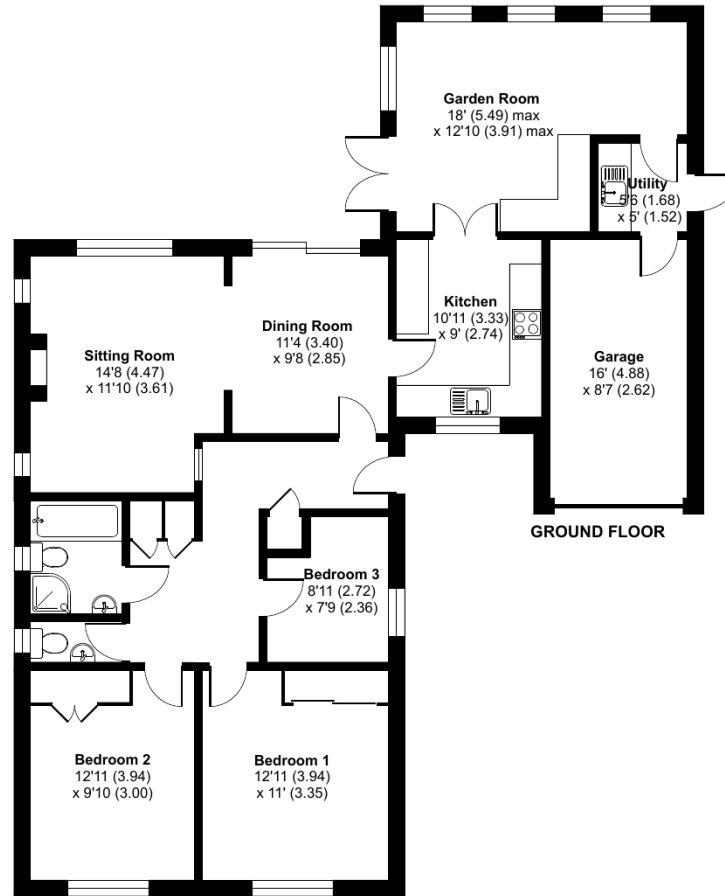 Garden Room
18' (5.49) max
x 12'10 (3.91) max
Utility
5'6 (1.68)
x 5' (1.52)
Kitchen
10'11 (3.33)
x 9' (2.74)
Dining Room
11'4 (3.40)
x 9'8 (2.85)
Sitting Room
14'8 (4.47)
x 11'10 (3.61)
Garage
16' (4.88)
x 8'7 (2.62)
GROUND FLOOR
Bedroom 3
8'11 (2.72)
x 7'9 (2.36)
Bedroom 2
12'11 (3.94)
x 9'10 (3.00)
Bedroom 1
12'11 (3.94)
x 11' (3.35)